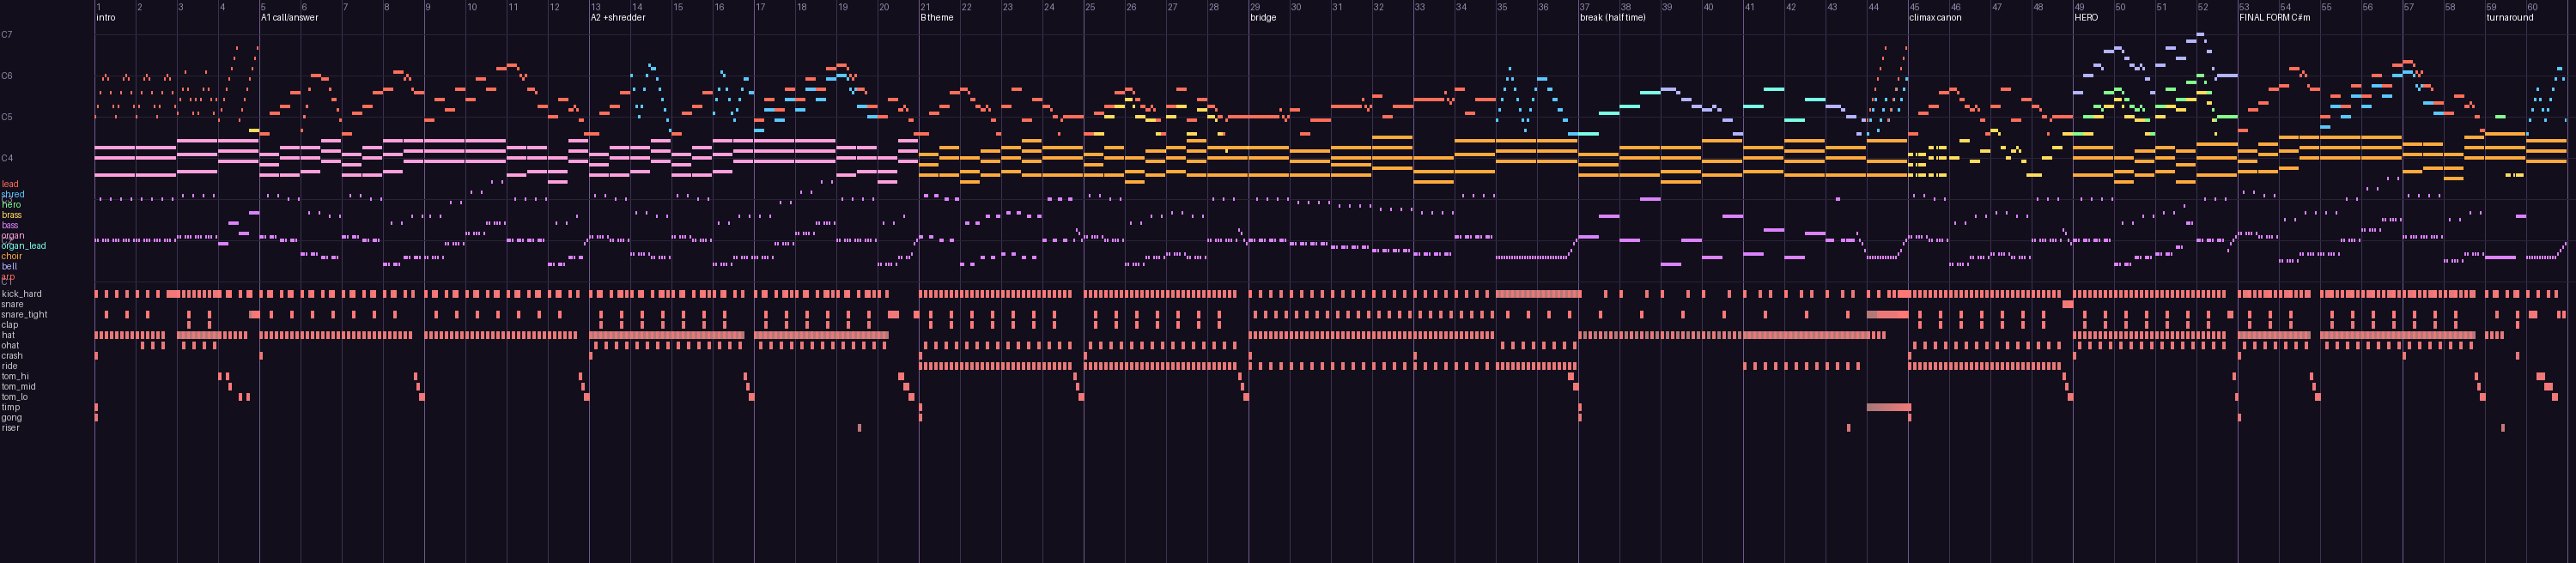 1 2 3 4 5 6 7 8 9 10 11 12 13 14 15 16 17 18 19 20 21 22 23 24 25 26 27 28 29 30 31 32 33 34 35 36 37 38 39 40 41 42 43 44 45 46 47 48 49 50 51 52 53 54 55 56 57 58 59 60
intro A1 call/answer A2 +shredder B theme bridge break (half time) climax canon HERO FINAL FORM C#m turnaround
C7
C6
C5
C4
lead
shred
hero
brass
bass
organ
organ_lead
choir
bell
arp
C1
kick_hard
snare
snare_tight
clap
hat
ohat
crash
ride
tom_hi
tom_mid
tom_lo
timp
gong
riser